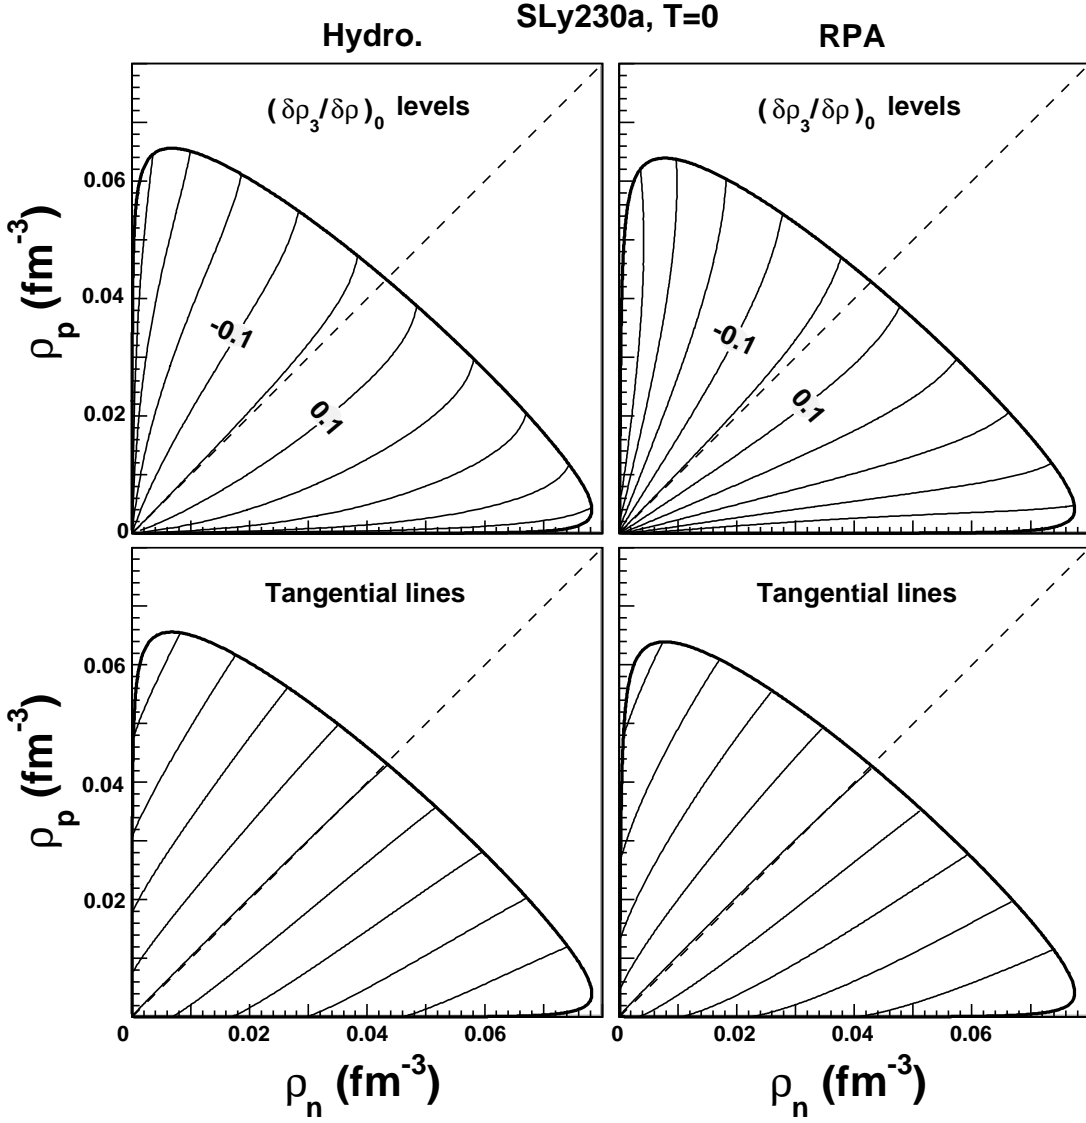 SLy230a, T=0
Hydro.
RPA
(δρ3/δρ)0 levels
(δρ3/δρ)0 levels
0.06
0.04
0.02
0
ρp (fm-3)
-0.1
0.1
-0.1
0.1
Tangential lines
Tangential lines
0.06
0.04
0.02
ρp (fm-3)
0
0.02
0.04
0.06
0
0.02
0.04
0.06
ρn (fm-3)
ρn (fm-3)